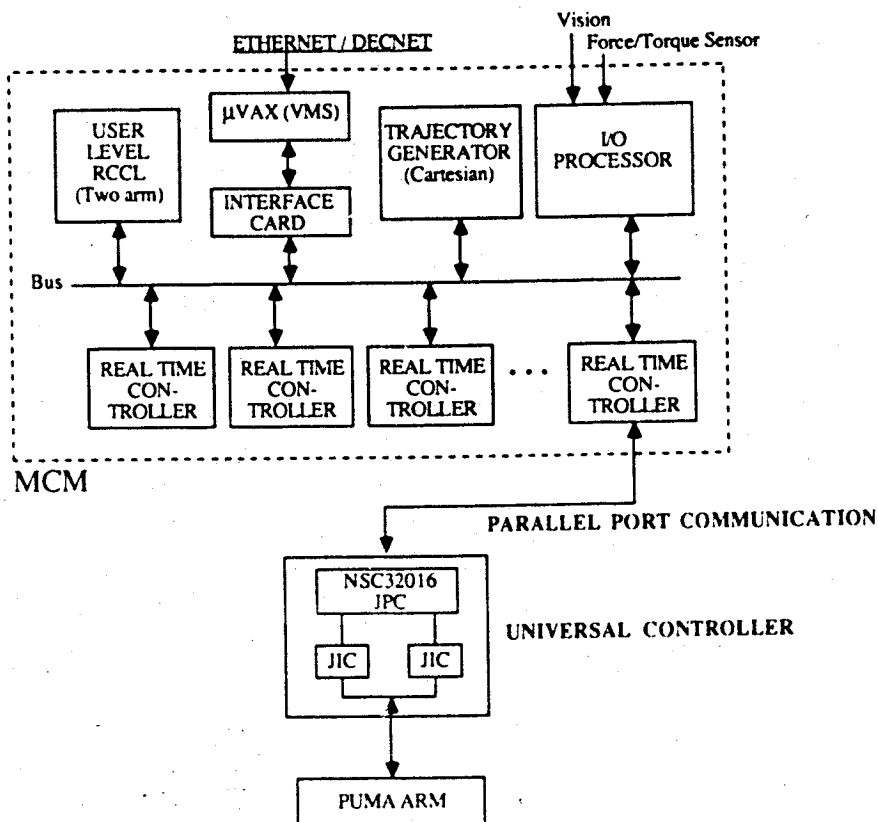 Vision
ETHERNET / DECNET
Force/Torque Sensor
USER
LEVEL
RCCL
(Two arm)
μVAX (VMS)
INTERFACE
CARD
TRAJECTORY
GENERATOR
(Cartesian)
I/O
PROCESSOR
Bus
REAL TIME
CON-
TROLLER
REAL TIME
CON-
TROLLER
REAL TIME
CON-
TROLLER
. . .
REAL TIME
CON-
TROLLER
MCM
PARALLEL PORT COMMUNICATION
NSC32016
JPC
UNIVERSAL CONTROLLER
JIC
JIC
PUMA ARM